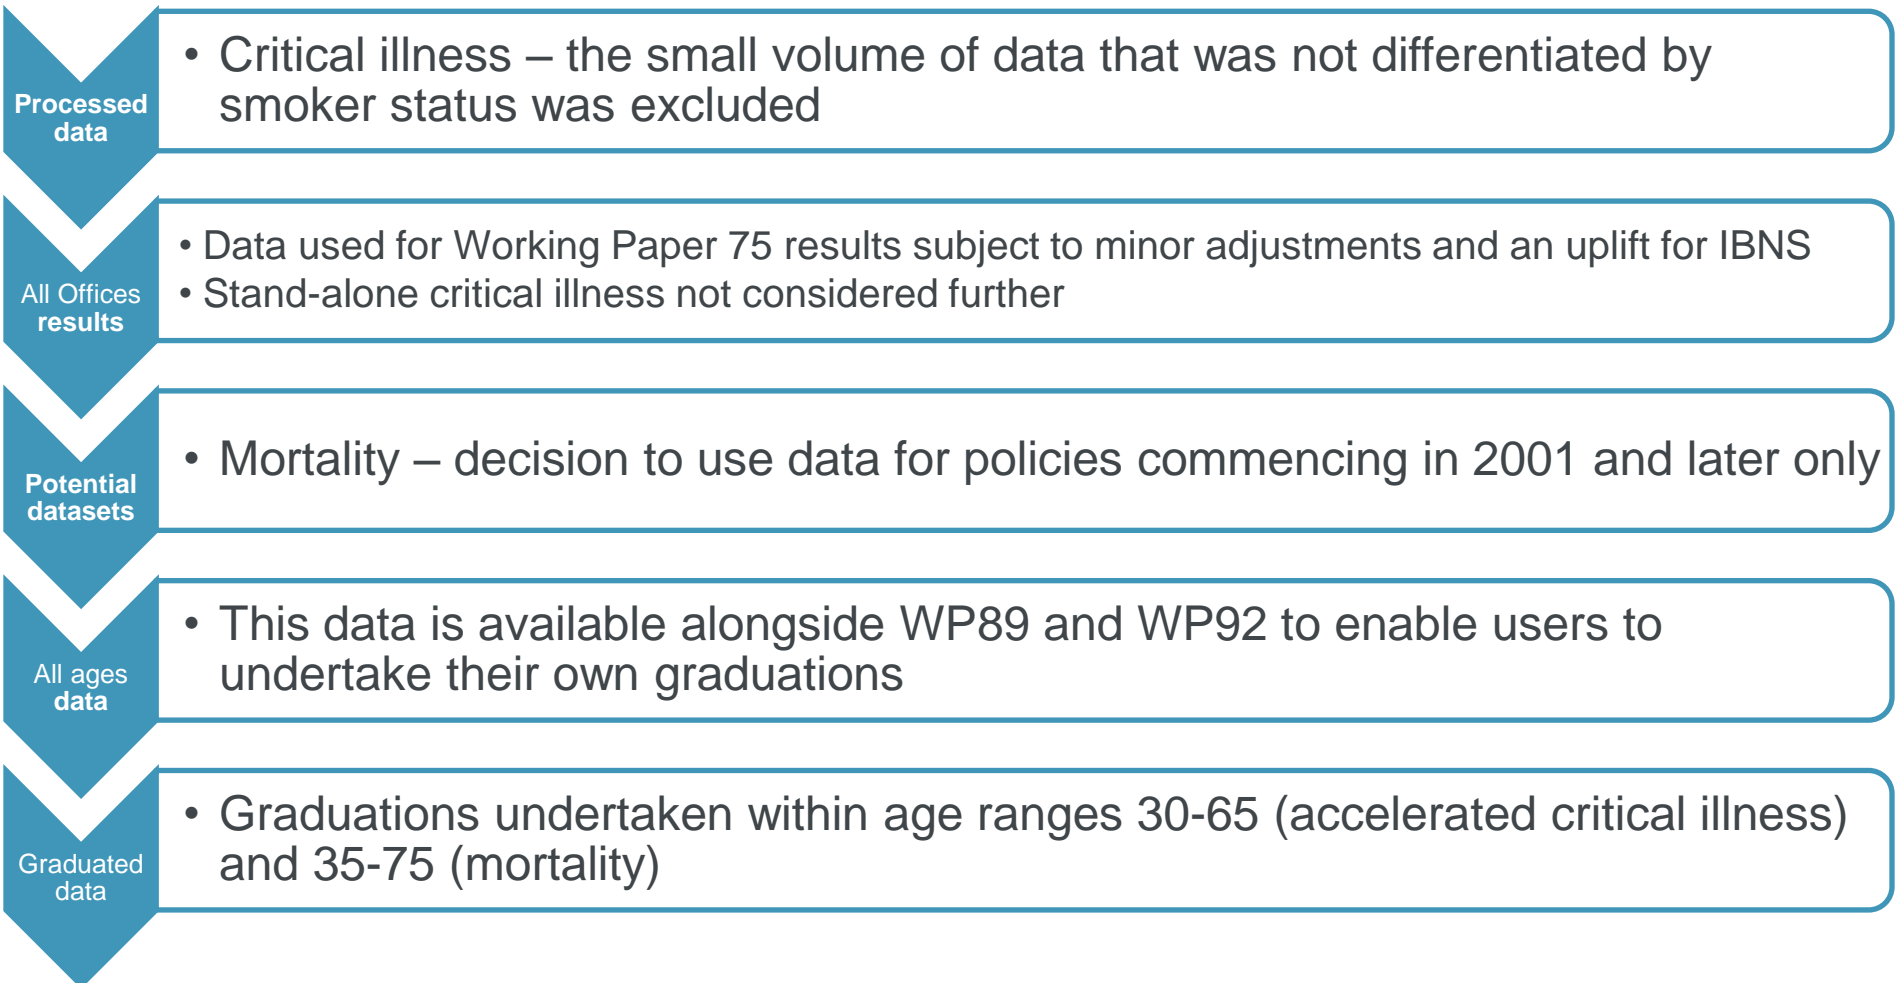 Processed
data
• Critical illness – the small volume of data that was not differentiated by
smoker status was excluded
All Offices
results
• Data used for Working Paper 75 results subject to minor adjustments and an uplift for IBNS
• Stand-alone critical illness not considered further
Potential
datasets
• Mortality – decision to use data for policies commencing in 2001 and later only
All ages
data
• This data is available alongside WP89 and WP92 to enable users to
undertake their own graduations
Graduated
data
• Graduations undertaken within age ranges 30-65 (accelerated critical illness)
and 35-75 (mortality)